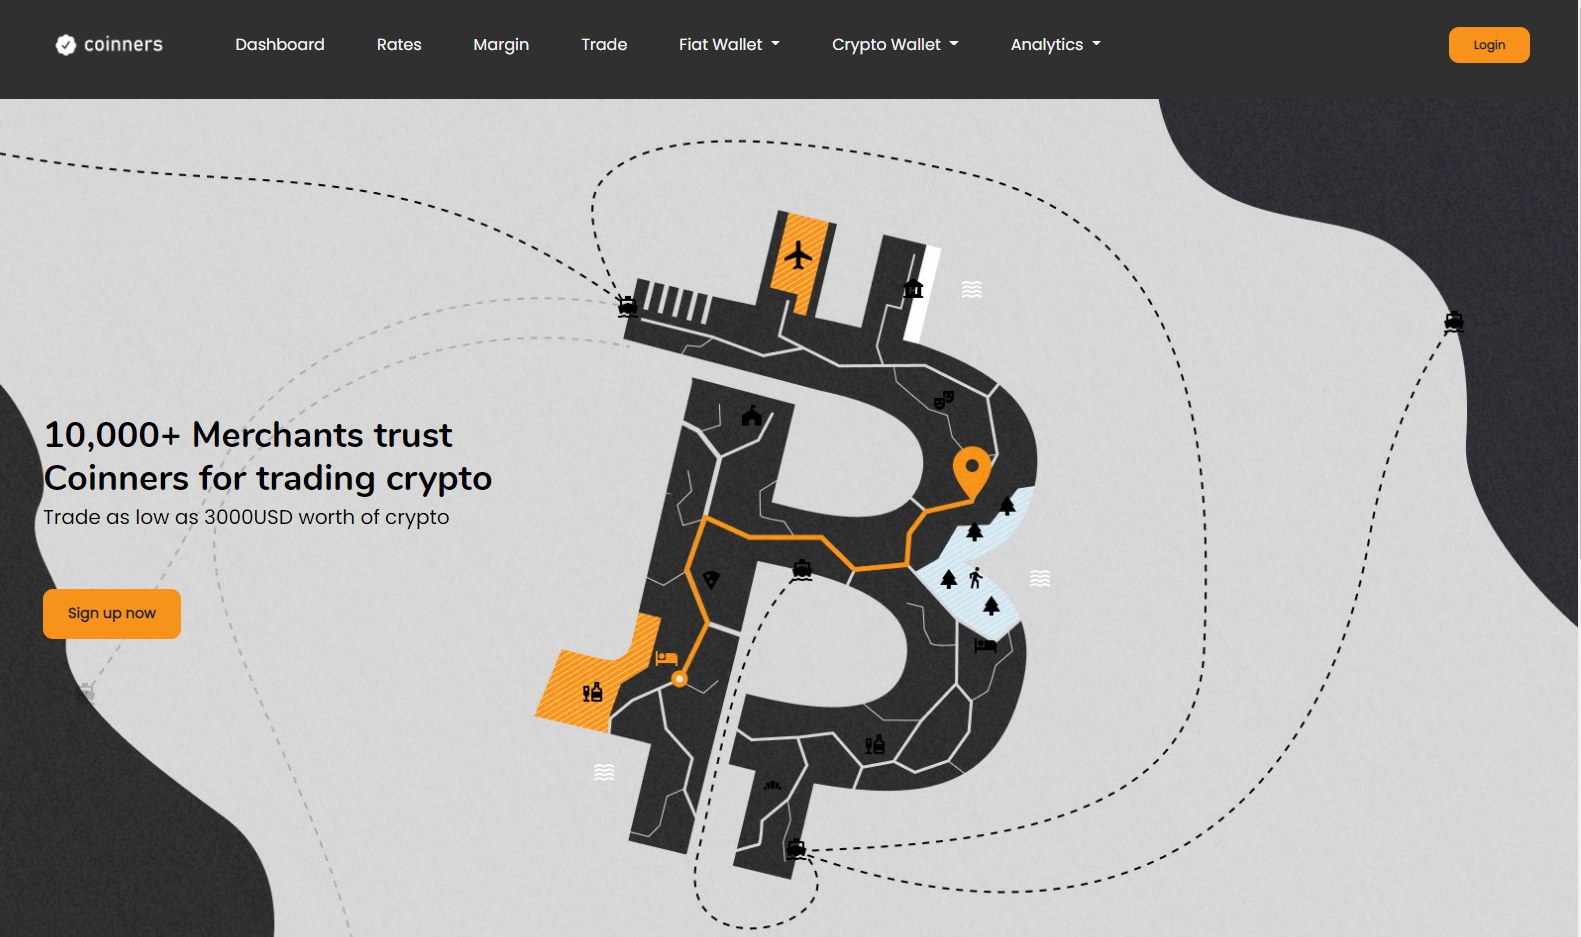 coinners
Dashboard
Rates
Margin
Trade
Fiat Wallet
Crypto Wallet
Analytics
Login
10,000+ Merchants trust
Coinners for trading crypto
Trade as low as 3000USD worth of crypto
Sign up now